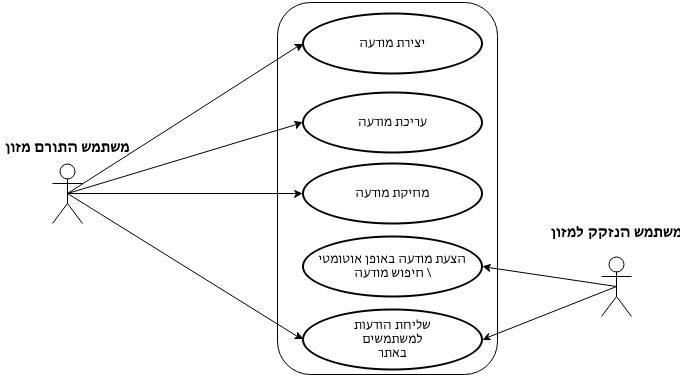 יצירת מודעה
עריכת מודעה
משתמש התורם מזון
מחיקת מודעה
משתמש הנזקק למזון
הצעת מודעה באופן אוטומטי
\ חיפוש מודעה
שליחת הודעות
למשתמשים
באתר